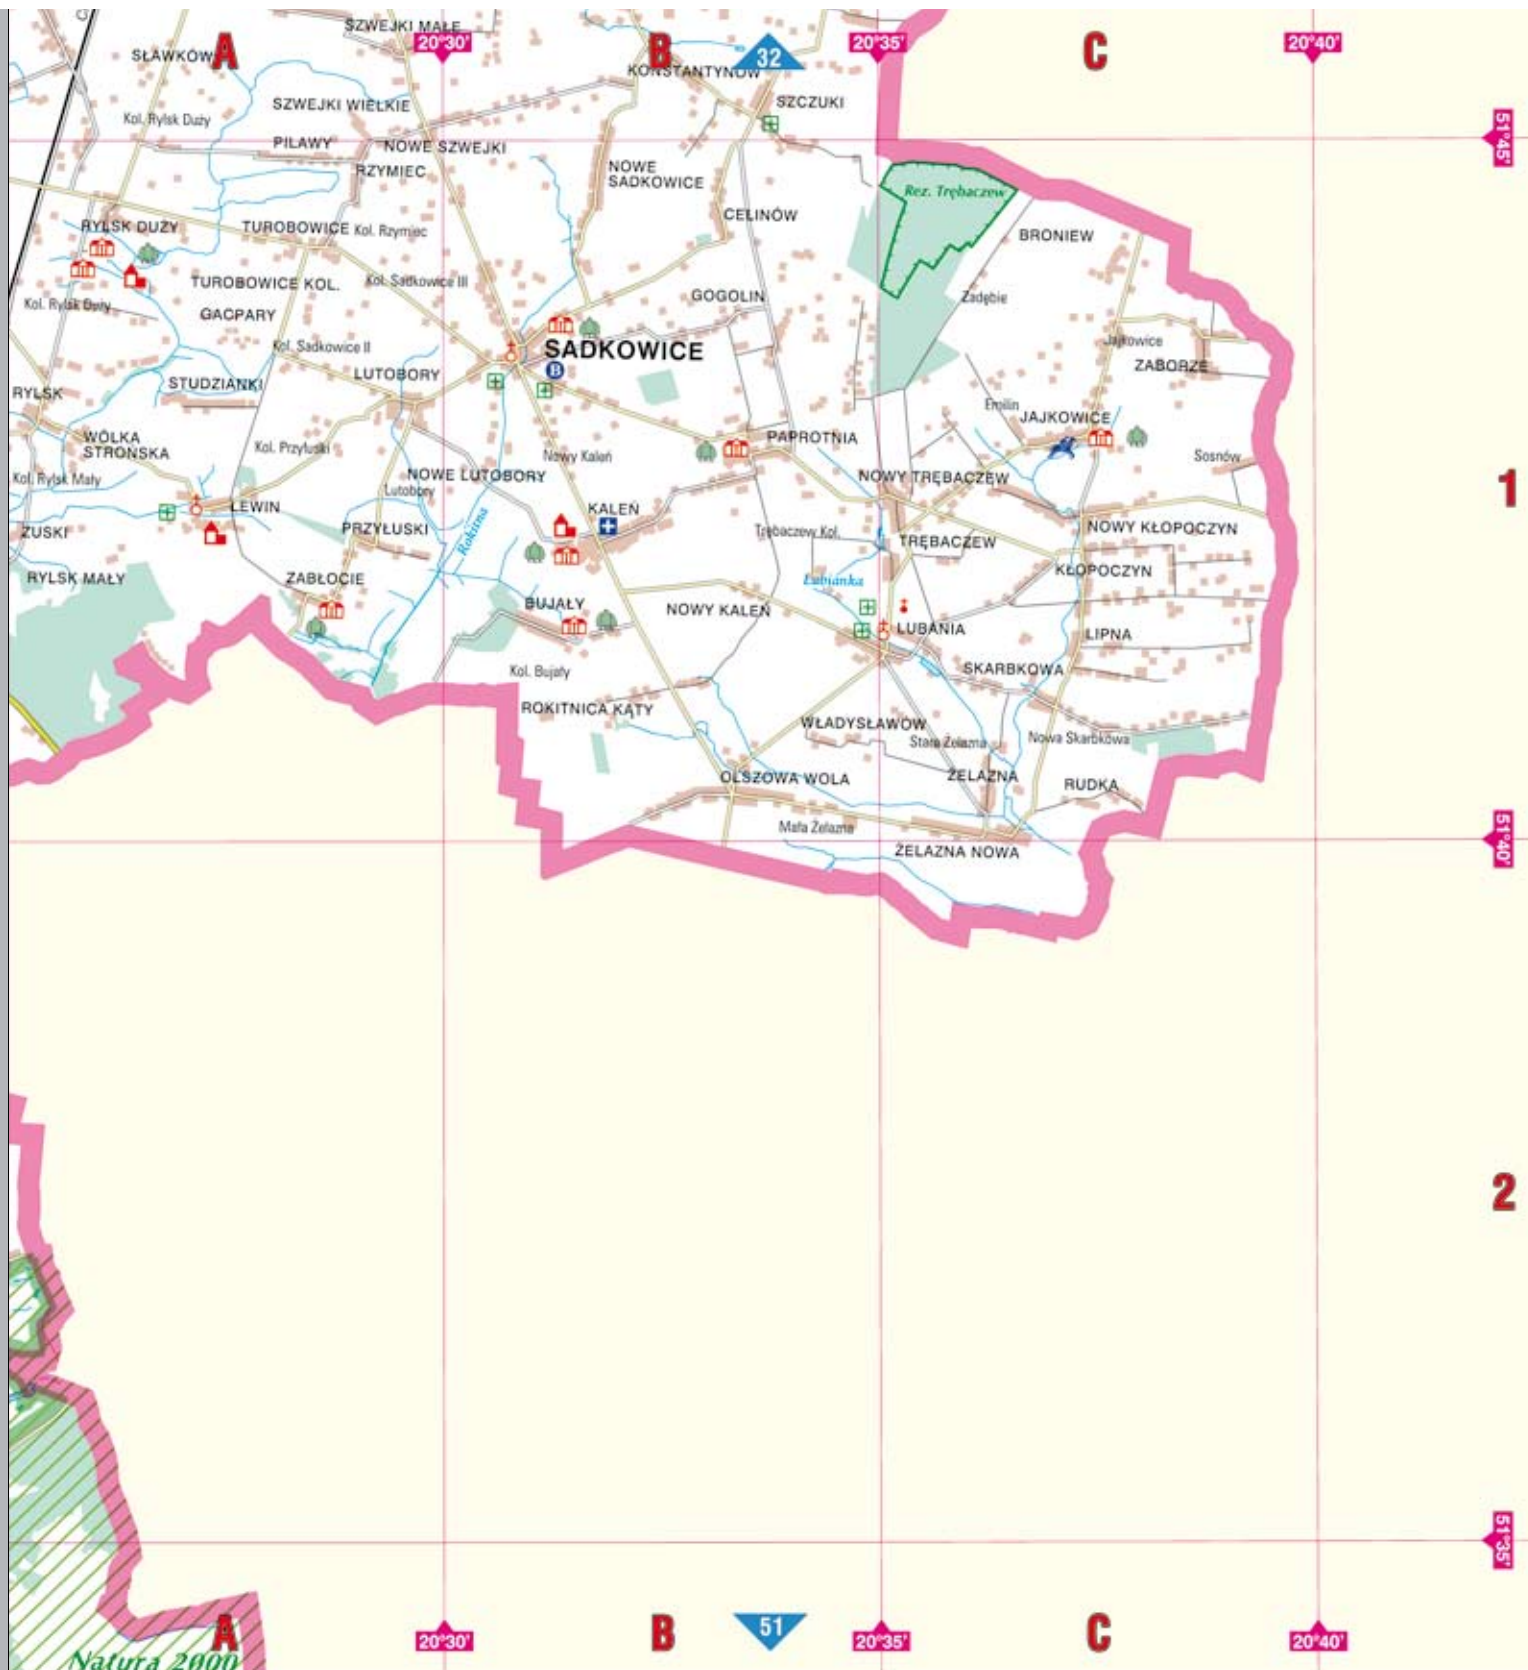 SZWEJKI MAŁE
A
20°30'
B
32
20°35'
C
20°40'
SŁAWKÓW
KONSTANTYNÓW
SZCZUKI
SZWEJKI WIELKIE
Kol. Rylsk Duży
51°45'
PILAWY
NOWE SZWEJKI
RZYMIEC
NOWE
SADKOWICE
Rez. Trębaczew
CELINÓW
RYLSK DUŻY
TUROBOWICE
Kol. Rzymiec
BRONIEW
TUROBOWICE KOL.
Kol. Sadkowice III
GOGOLIN
Zadębie
Kol. Rylsk Duży
GACPARY
Kol. Sadkowice II
SADKOWICE
B
Jajkowice
ZABORZE
LUTOBORY
STUDZIANKI
RYLSK
Emilin
JAJKOWICE
WÓLKA
STROŃSKA
Kol. Przyłuski
Nowy Kaleń
PAPROTNIA
Sosnów
Kol. Rylsk Mały
NOWE LUTOBORY
Lutobory
NOWY TRĘBACZEW
1
LEWIN
KALEŃ
ZUSKI
PRZYŁUSKI
Rokitna
Trębaczew Kol.
TRĘBACZEW
NOWY KŁOPOCZYN
RYLSK MAŁY
ZABŁOCIE
Łubianka
KŁOPOCZYN
BUJAŁY
NOWY KALEŃ
LUBANIA
LIPNA
Kol. Bujały
SKARBKOWA
ROKITNICA KĄTY
WŁADYSŁAWÓW
Stara Żelazna
Nowa Skarbkowa
OLSZOWA WOLA
ŻELAZNA
RUDKA
Mała Żelazna
ŻELAZNA NOWA
51°40'
2
51°35'
A
20°30'
B
51
20°35'
C
20°40'
Natura 2000